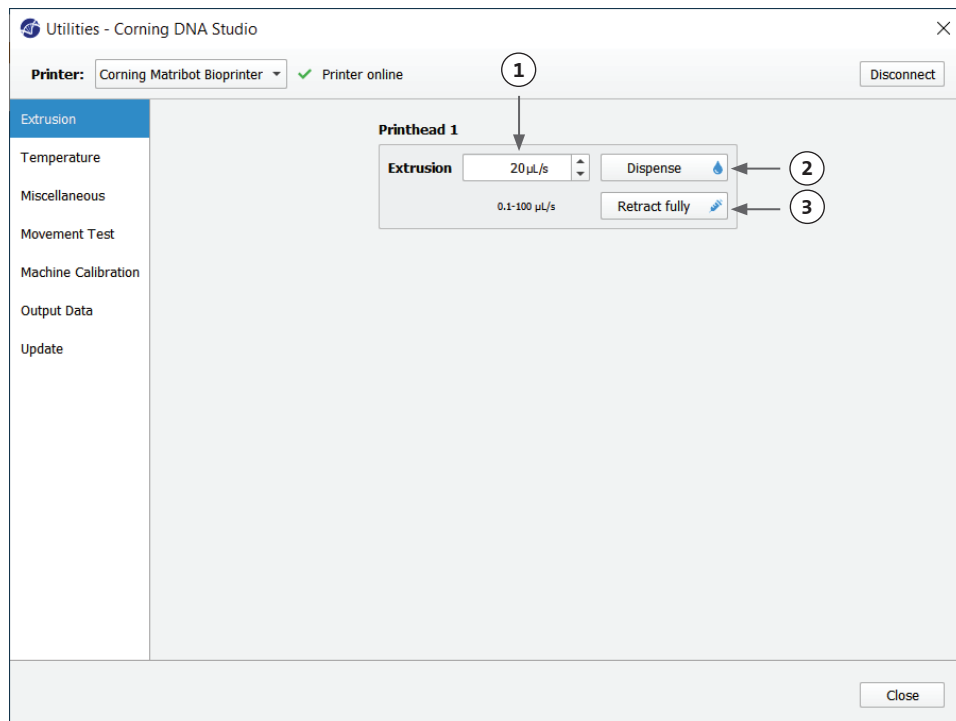 Utilities - Corning DNA Studio
Printer: Corning Matribot Bioprinter Printer online Disconnect
1
Extrusion
Temperature
Miscellaneous
Movement Test
Machine Calibration
Output Data
Update
Printhead 1
Extrusion 20µL/s Dispense 2
0.1-100 µL/s Retract fully 3
Close